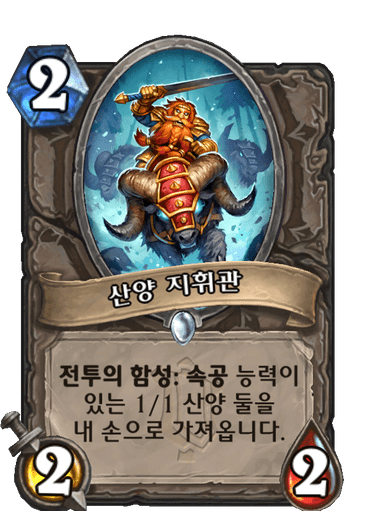 2
산양 지휘관
전투의 함성: 속공 능력이
있는 1/1 산양 둘을
내 손으로 가져옵니다.
2
2